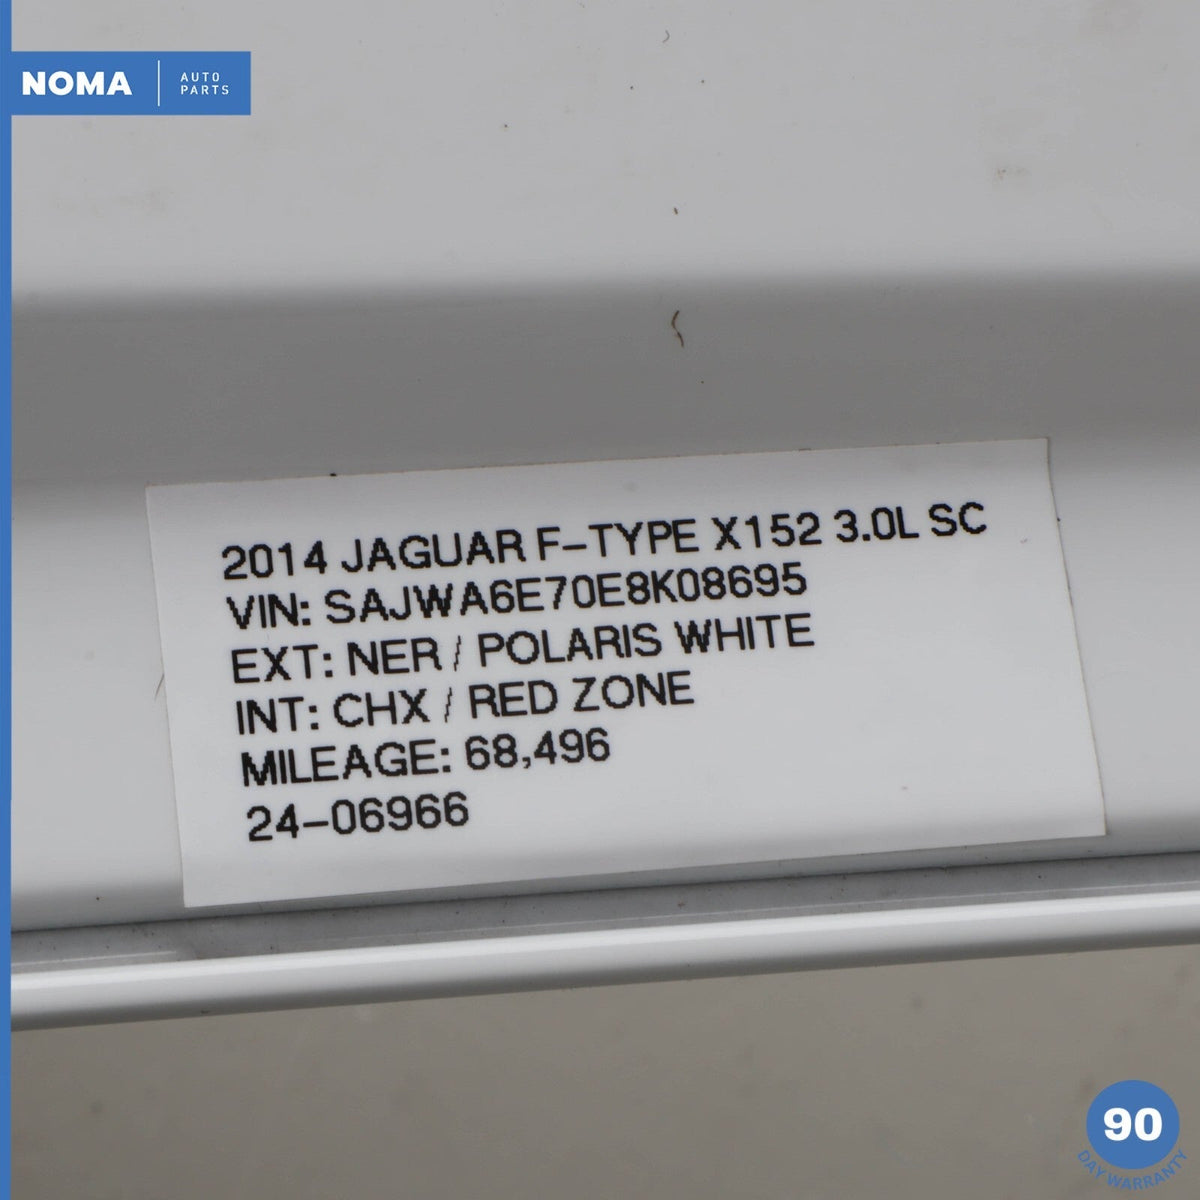 NOMA
AUTO
PARTS
2014 JAGUAR F-TYPE X152 3.0L SC
VIN: SAJWA6E70E8K08695
EXT: NER / POLARIS WHITE
INT: CHX / RED ZONE
MILEAGE: 68,496
24-06966
90
DAY WARRANTY